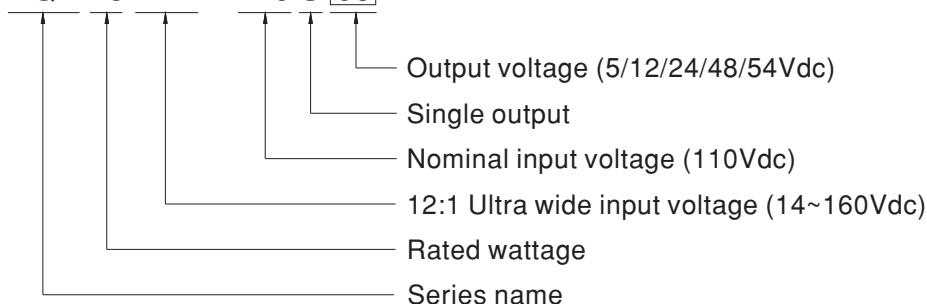 Output voltage (5/12/24/48/54Vdc)
Single output
Nominal input voltage (110Vdc)
12:1 Ultra wide input voltage (14~160Vdc)
Rated wattage
Series name